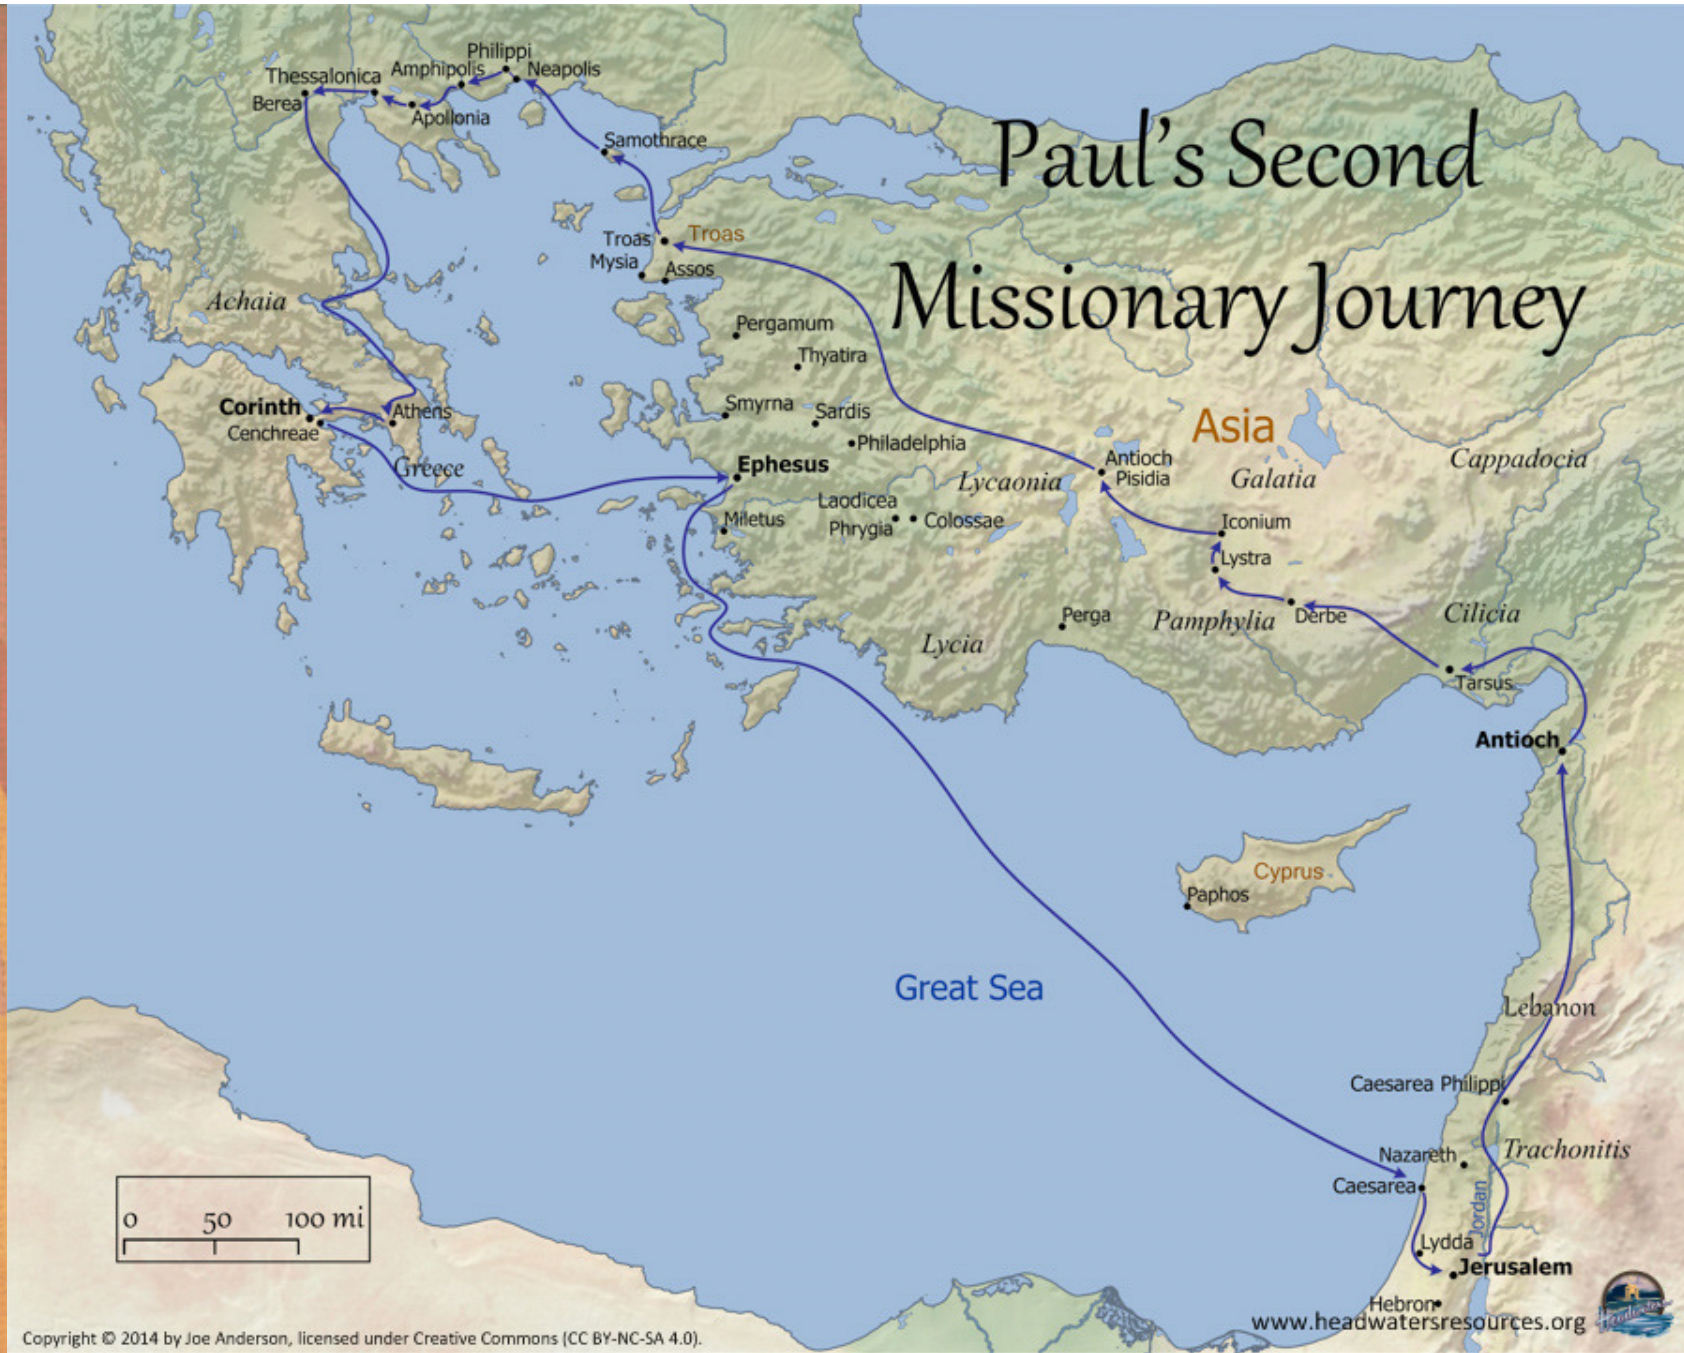 Paul's Second
Missionary Journey
Philippi
Thessalonica
Amphipolis
Neapolis
Berea
Apollonia
Samothrace
Troas
Troas
Mysia
Assos
Achaia
Pergamum
Thyatira
Corinth
Cenchreae
Athens
Smyrna
Sardis
Philadelphia
Asia
Greece
Ephesus
Lycaonia
Antioch
Pisidia
Galatia
Cappadocia
Laodicea
Phrygia
Colossae
Miletus
Iconium
Lystra
Perga
Pamphylia
Derbe
Cilicia
Lycia
Tarsus
Antioch
Cyprus
Paphos
Great Sea
Lebanon
Caesarea Philippi
Nazareth
Trachonitis
Caesarea
Jordan
Lydda
Jerusalem
Hebron
0 50 100 mi
www.headwatersresources.org
Headwaters
Copyright © 2014 by Joe Anderson, licensed under Creative Commons (CC BY-NC-SA 4.0).